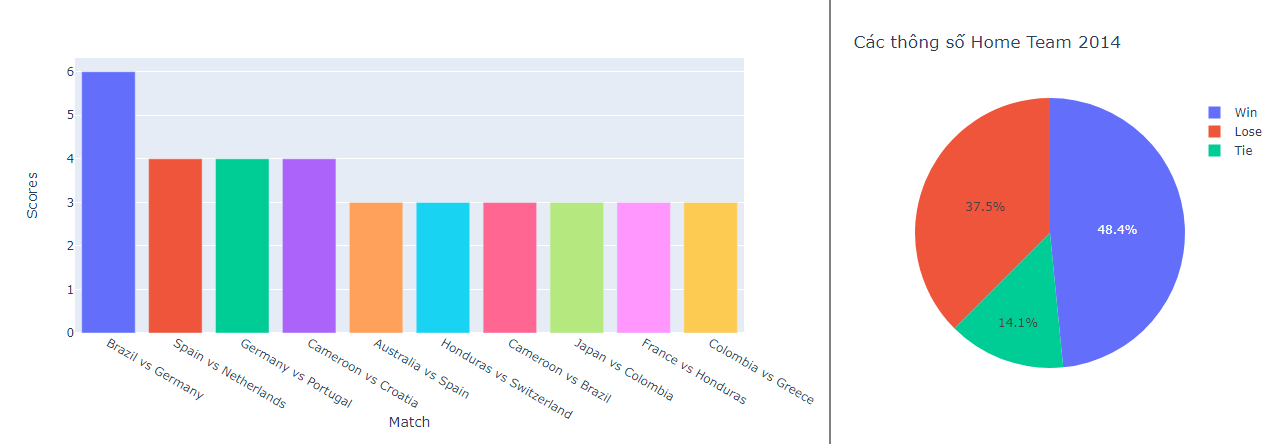 6
5
4
3
2
1
0
Scores
Brazil vs Germany
Spain vs Netherlands
Germany vs Portugal
Cameroon vs Croatia
Australia vs Spain
Honduras vs Switzerland
Cameroon vs Brazil
Japan vs Colombia
France vs Honduras
Colombia vs Greece
Match
Các thông số Home Team 2014
48.4%
37.5%
14.1%
Win
Lose
Tie